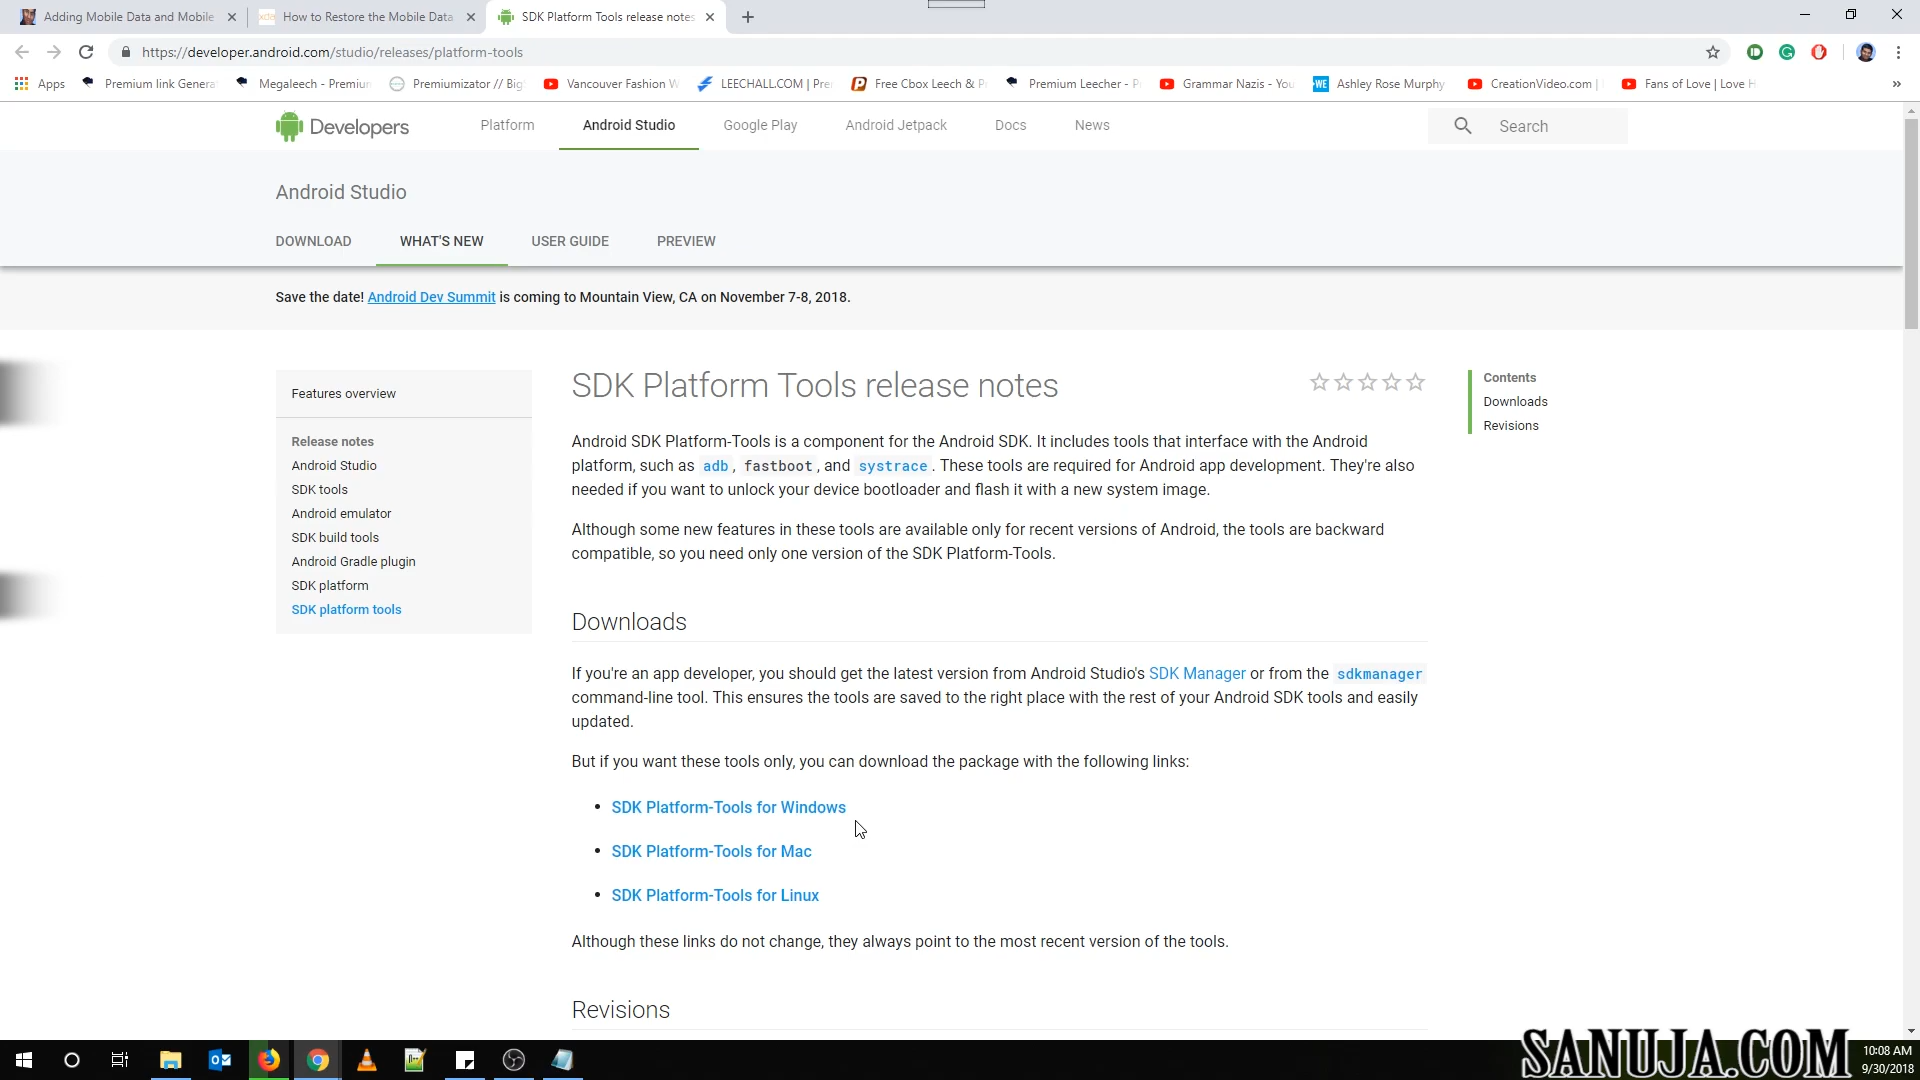 Adding Mobile Data and Mobile
How to Restore the Mobile Data
SDK Platform Tools release notes
https://developer.android.com/studio/releases/platform-tools
Apps
Premium link Genera
Megaleech - Premium
Premiumizator // Big
Vancouver Fashion W
LEECHALL.COM | Pre
Free Cbox Leech & P
Premium Leecher - P
Grammar Nazis - You
WE Ashley Rose Murphy
CreationVideo.com |
Fans of Love | Love H
Developers
Platform
Android Studio
Google Play
Android Jetpack
Docs
News
Search
Android Studio
DOWNLOAD
WHAT'S NEW
USER GUIDE
PREVIEW
Save the date! Android Dev Summit is coming to Mountain View, CA on November 7-8, 2018.
Features overview
Release notes
Android Studio
SDK tools
Android emulator
SDK build tools
Android Gradle plugin
SDK platform
SDK platform tools
SDK Platform Tools release notes
Android SDK Platform-Tools is a component for the Android SDK. It includes tools that interface with the Android
platform, such as adb, fastboot, and systrace. These tools are required for Android app development. They're also
needed if you want to unlock your device bootloader and flash it with a new system image.
Although some new features in these tools are available only for recent versions of Android, the tools are backward
compatible, so you need only one version of the SDK Platform-Tools.
Downloads
If you're an app developer, you should get the latest version from Android Studio's SDK Manager or from the sdkmanager
command-line tool. This ensures the tools are saved to the right place with the rest of your Android SDK tools and easily
updated.
But if you want these tools only, you can download the package with the following links:
• SDK Platform-Tools for Windows
• SDK Platform-Tools for Mac
• SDK Platform-Tools for Linux
Although these links do not change, they always point to the most recent version of the tools.
Revisions
Contents
Downloads
Revisions
SANUJA.COM
10:08 AM
9/30/2018